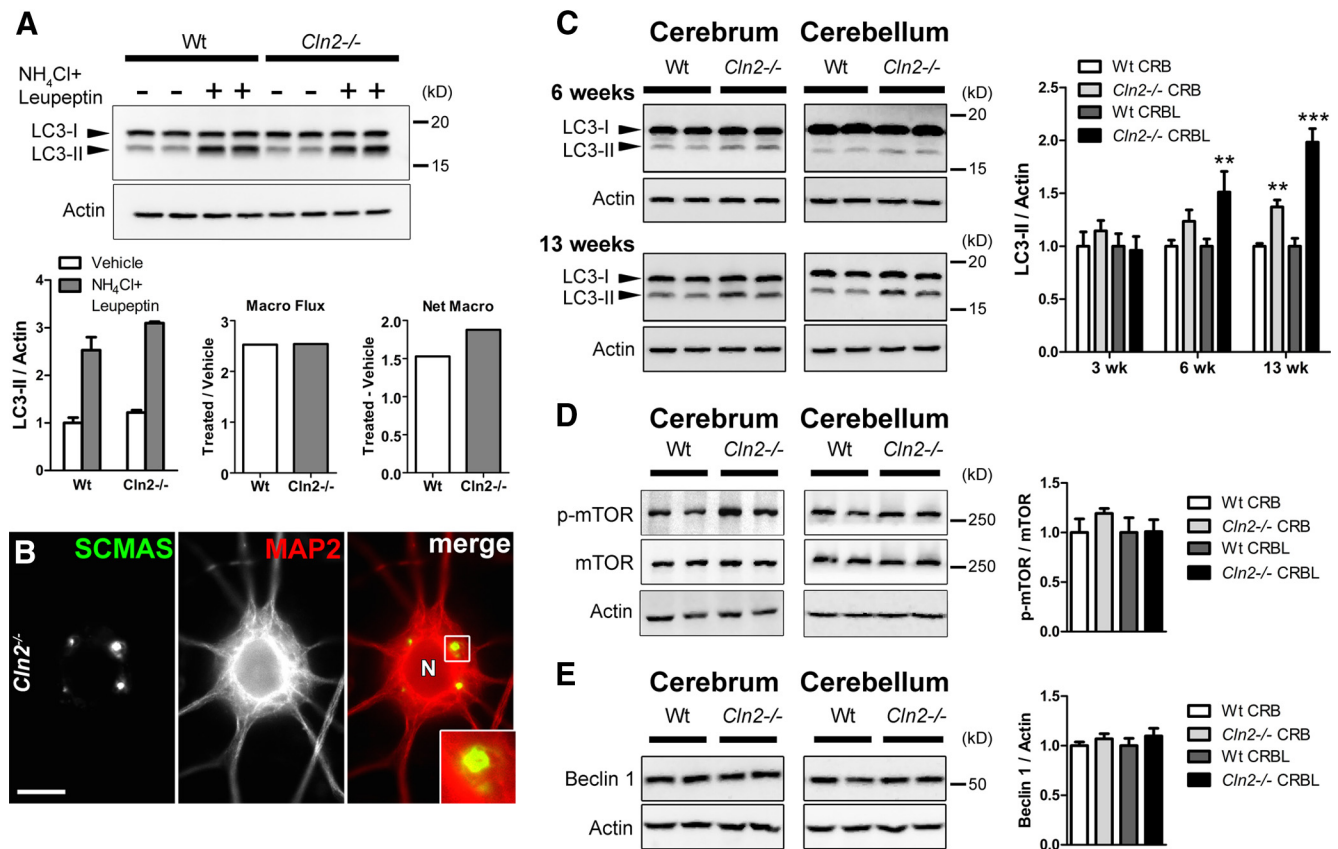 A
Wt
Cln2-/-
NH4Cl+
Leupeptin
- - + + - - + +
(kD)
LC3-I
LC3-II
20
15
Actin
Vehicle
NH4Cl+
Leupeptin
LC3-II / Actin
4
3
2
1
0
Wt
Cln2-/-
Macro Flux
Treated / Vehicle
3
2
1
0
Wt
Cln2-/-
Net Macro
Treated - Vehicle
2.0
1.5
1.0
0.5
0.0
Wt
Cln2-/-
B
SCMAS
MAP2
merge
Cln2-/-
N
C
Cerebrum
Cerebellum
Wt
Cln2-/-
Wt
Cln2-/-
6 weeks
(kD)
LC3-I
LC3-II
20
15
Actin
13 weeks
(kD)
LC3-I
LC3-II
20
15
Actin
Wt CRB
Cln2-/- CRB
Wt CRBL
Cln2-/- CRBL
LC3-II / Actin
2.5
2.0
1.5
1.0
0.5
0.0
**
**
***
3 wk
6 wk
13 wk
D
Cerebrum
Cerebellum
Wt
Cln2-/-
Wt
Cln2-/-
(kD)
p-mTOR
250
mTOR
250
Actin
p-mTOR / mTOR
1.5
1.0
0.5
0.0
Wt CRB
Cln2-/- CRB
Wt CRBL
Cln2-/- CRBL
E
Cerebrum
Cerebellum
Wt
Cln2-/-
Wt
Cln2-/-
(kD)
Beclin 1
50
Actin
Beclin 1 / Actin
1.5
1.0
0.5
0.0
Wt CRB
Cln2-/- CRB
Wt CRBL
Cln2-/- CRBL